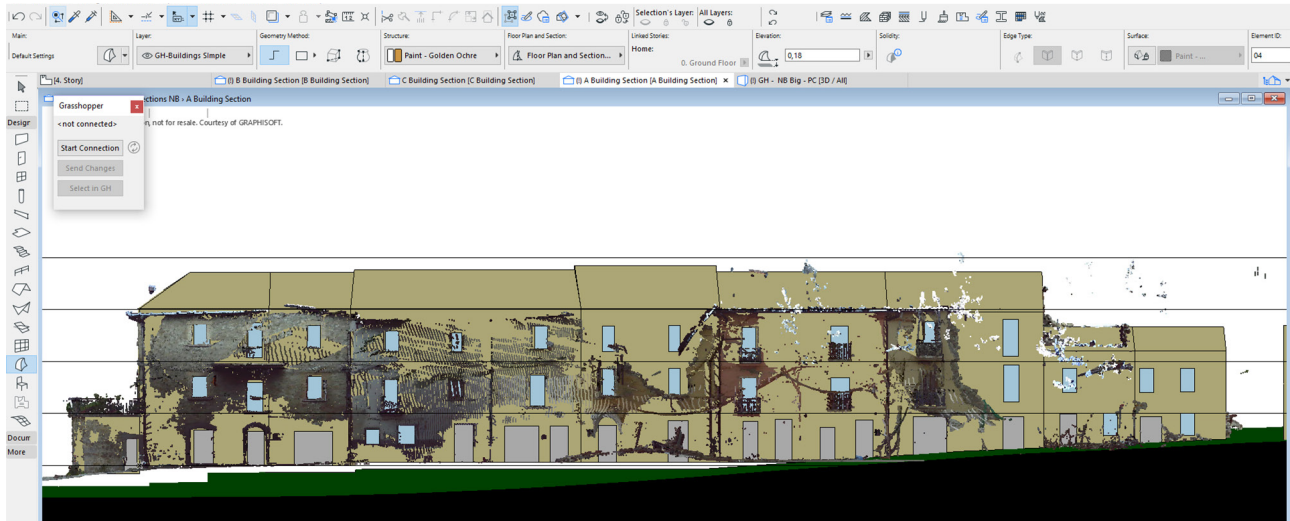 Selection's Layer: All Layers:
Main:
Layer:
Geometry Method:
Structure:
Floor Plan and Section:
Linked Stories:
Elevation:
Solidity:
Edge Type:
Surface:
Element ID:
Default Settings
GH-Buildings SImple
Paint - Golden Ochre
Floor Plan and Section...
Home:
0. Ground Floor
0,18
Paint - ...
04
[4. Story]
(!) B Building Section [B Building Section]
C Building Section [C Building Section]
(!) A Building Section [A Building Section]
(!) GH - NB Big - PC [3D / All]
ctions NB › A Building Section
Grasshopper
x
<not connected>
n, not for resale. Courtesy of GRAPHISOFT.
Start Connection
Send Changes
Select in GH
Desigr
Docurr
More